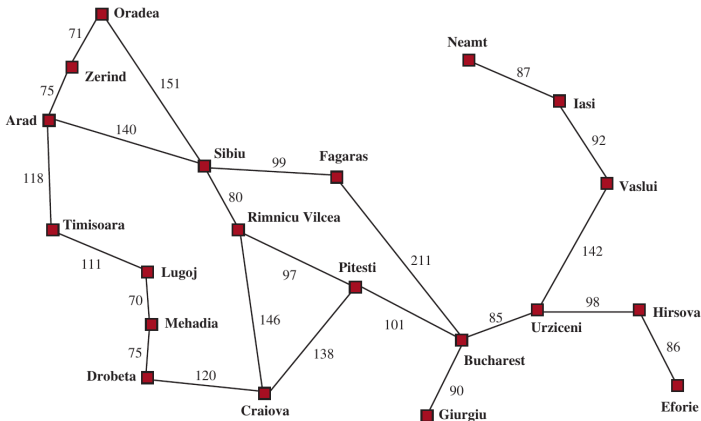 Oradea
71
Neamt
Zerind
87
151
75
Iasi
Arad
140
92
Sibiu
99
Fagaras
118
Vaslui
80
Timisoara
Rimnicu Vilcea
142
111
Lugoj
97
Pitesti
211
70
98
Hirsova
146
101
85
Urziceni
Mehadia
138
86
75
Bucharest
Drobeta
120
90
Craiova
Giurgiu
Eforie